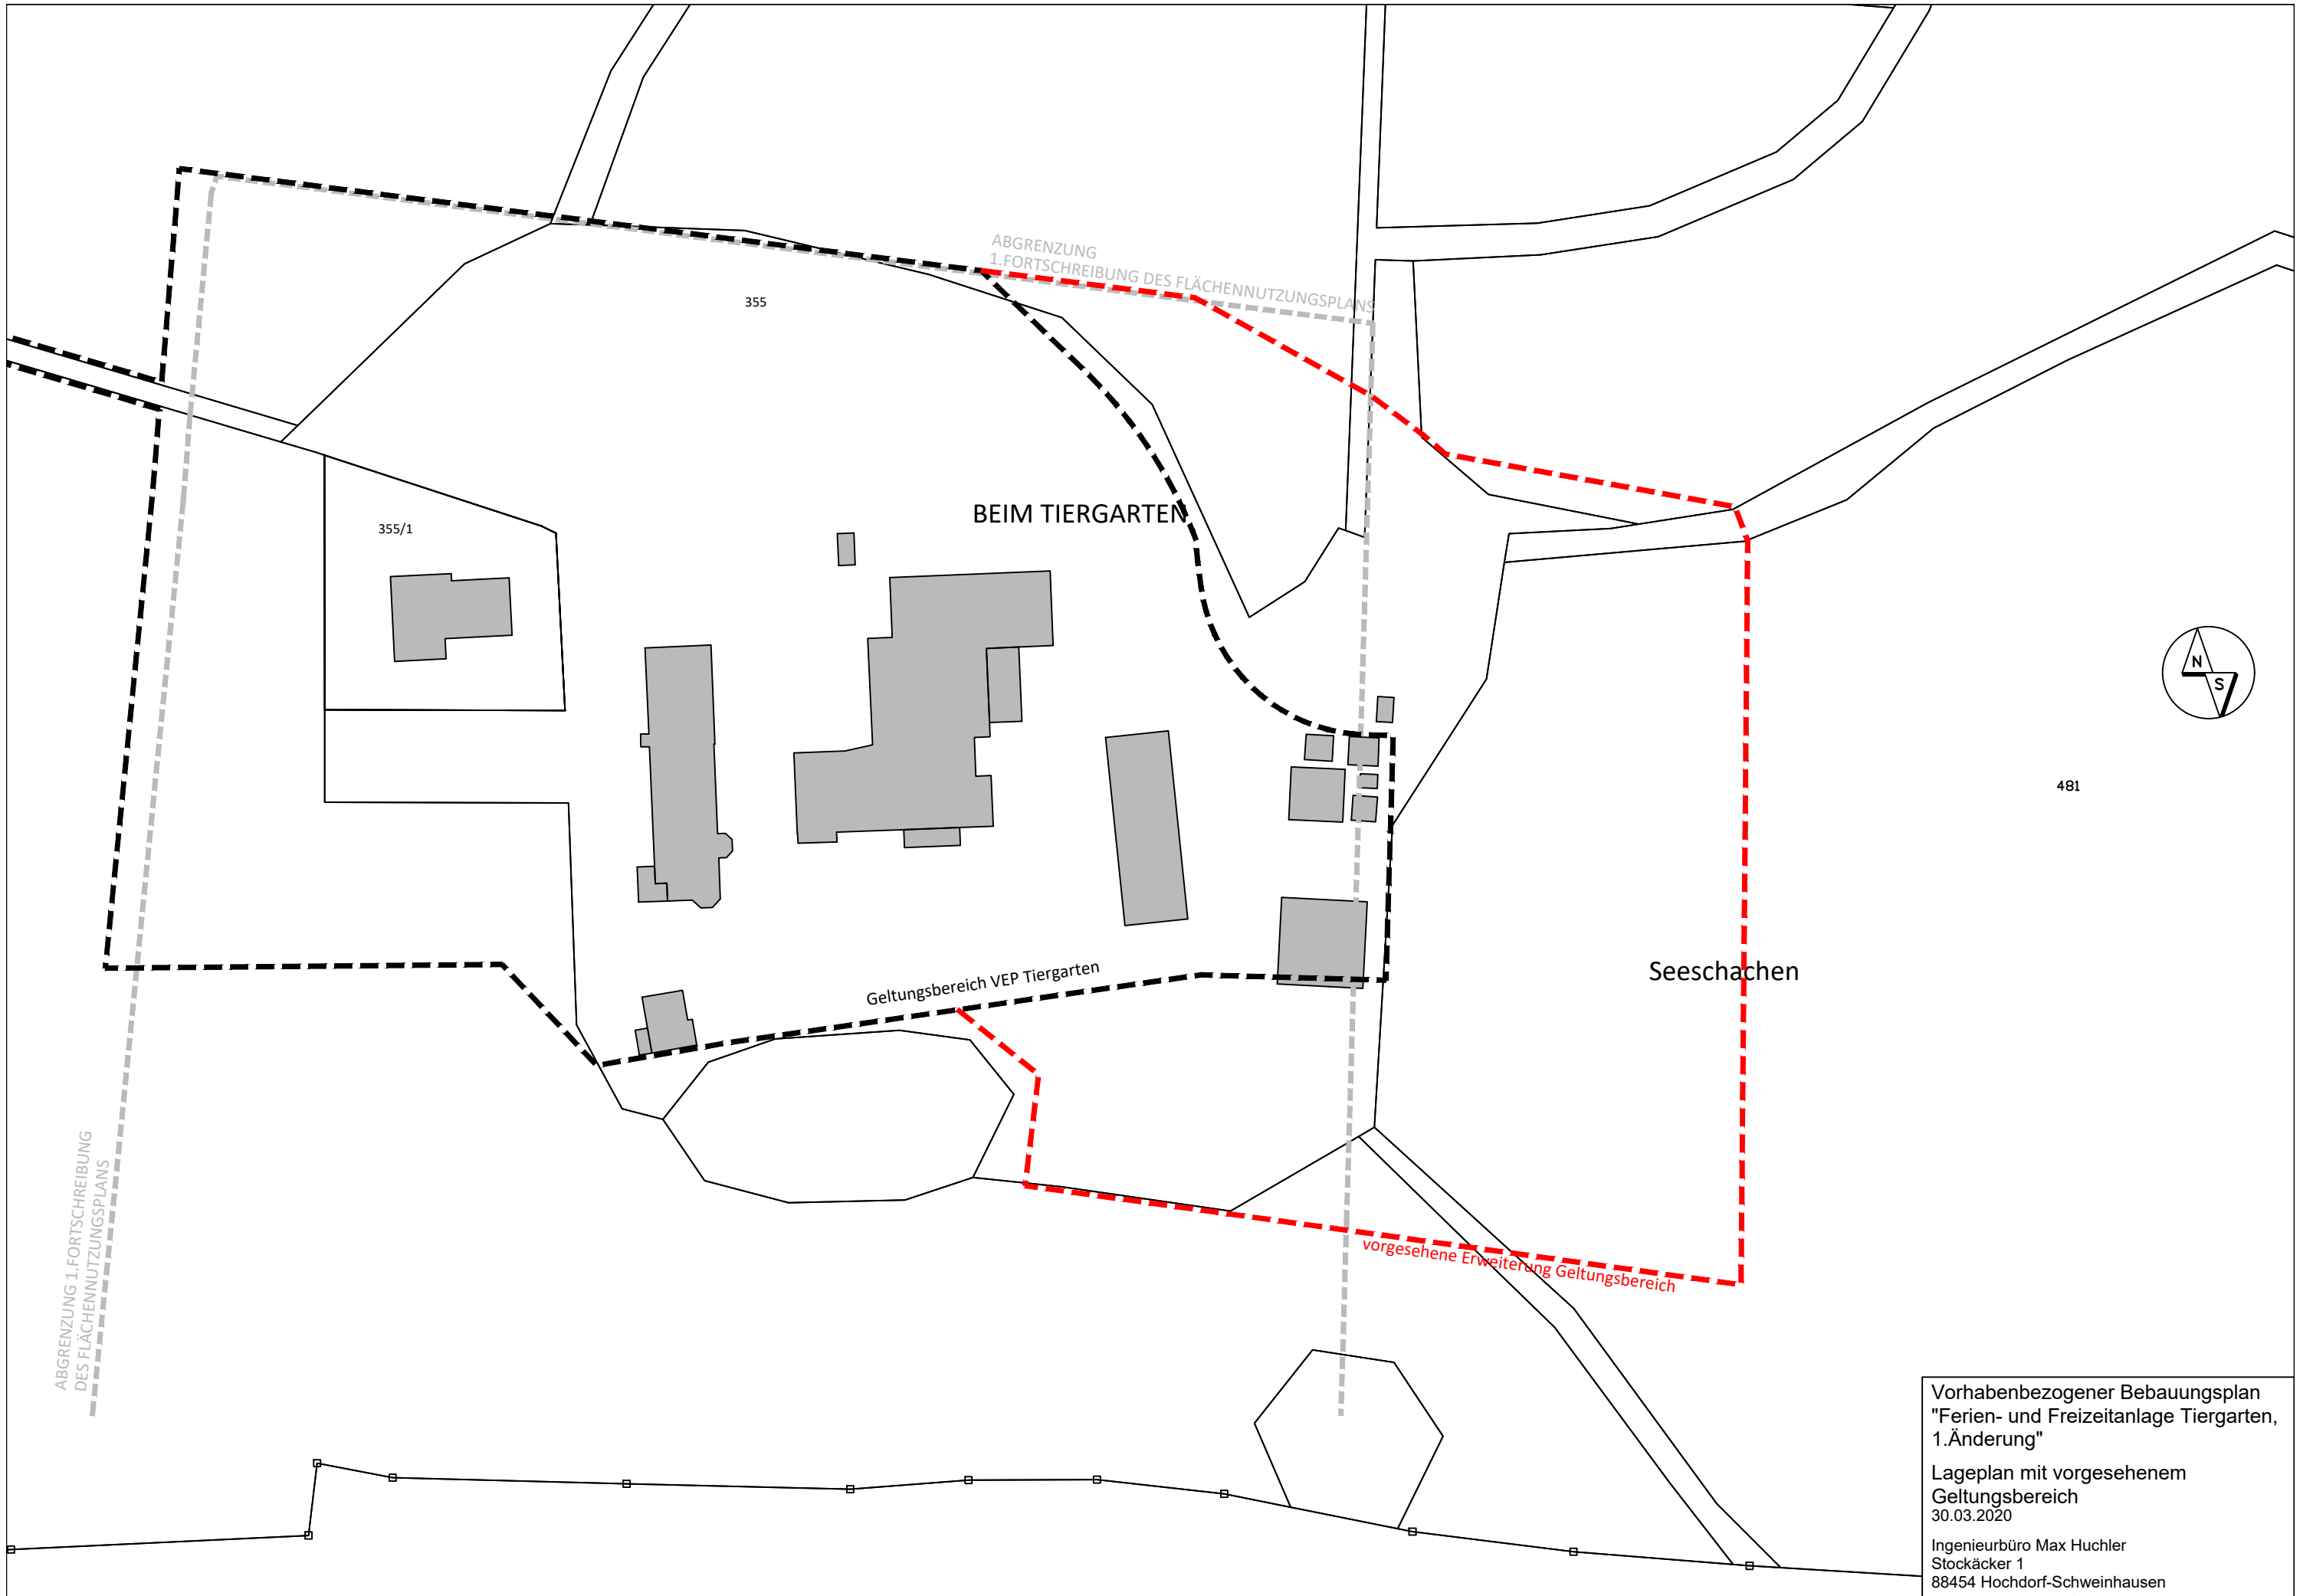 ABGRENZUNG
1.FORTSCHREIBUNG DES FLÄCHENNUTZUNGSPLANS
355
BEIM TIERGARTEN
355/1
N
S
481
Geltungsbereich VEP Tiergarten
Seeschachen
ABGRENZUNG 1.FORTSCHREIBUNG
DES FLÄCHENNUTZUNGSPLANS
vorgesehene Erweiterung Geltungsbereich
Vorhabenbezogener Bebauungsplan
"Ferien- und Freizeitanlage Tiergarten,
1.Änderung"
Lageplan mit vorgesehenem
Geltungsbereich
30.03.2020
Ingenieurbüro Max Huchler
Stockäcker 1
88454 Hochdorf-Schweinhausen